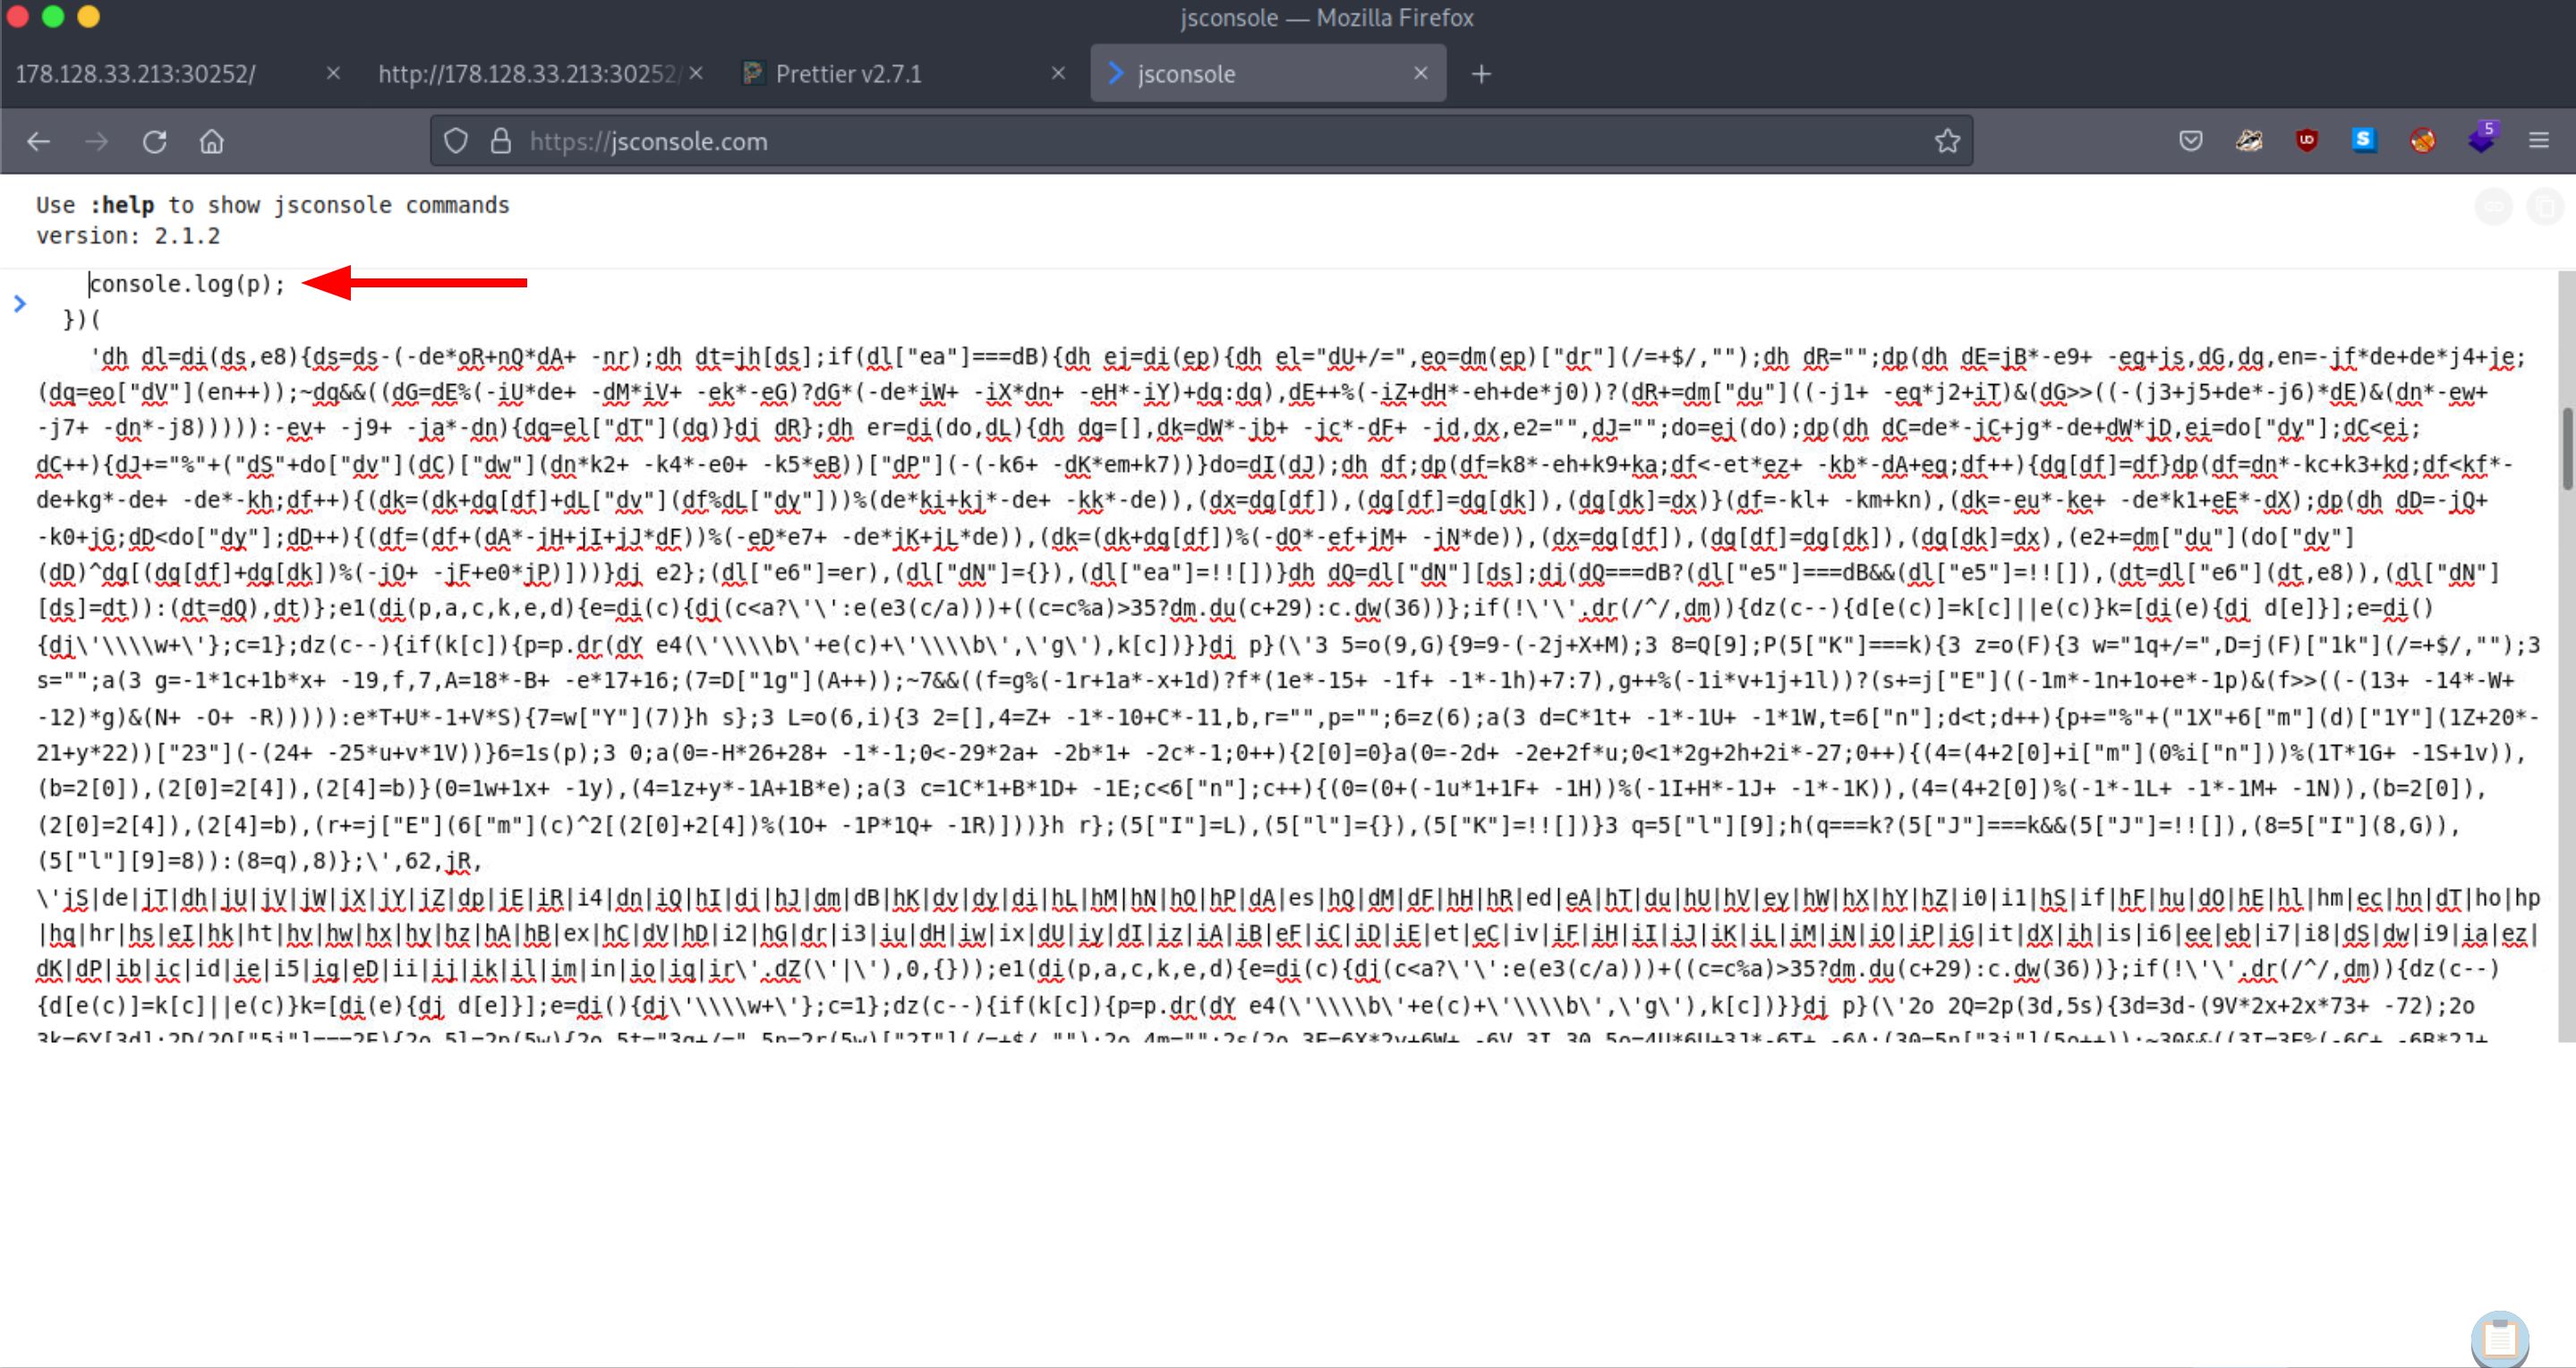 jsconsole — Mozilla Firefox
178.128.33.213:30252/
http://178.128.33.213:30252/
Prettier v2.7.1
jsconsole
https://jsconsole.com
5
Use :help to show jsconsole commands
version: 2.1.2
console.log(p);
})(
'dh dl=di(ds,e8){ds=ds-(-de*oR+nQ*dA+ -nr);dh dt=jh[ds];if(dl["ea"]===dB){dh ej=di(ep){dh el="dU+/=",eo=dm(ep)["dr"](/=+$/,"");dh dR="";dp(dh dE=jB*-e9+ -eg+js,dG,dq,en=-jf*de+de*j4+je;
(dq=eo["dV"](en++));~dq&&((dG=dE%(-iU*de+ -dM*iV+ -ek*-eG)?dG*(-de*iW+ -iX*dn+ -eH*-iY)+dq:dq),dE++%(-iZ+dH*-eh+de*j0))?(dR+=dm["du"]((-j1+ -eq*j2+iT)&(dG>>((-(j3+j5+de*-j6)*dE)&(dn*-ew+
-j7+ -dn*-j8))))):-ev+ -j9+ -ja*-dn){dq=el["dT"](dq)}dj dR};dh er=di(do,dL){dh dg=[],dk=dW*-jb+ -jc*-dF+ -jd,dx,e2="",dJ="";do=ej(do);dp(dh dC=de*-jC+jg*-de+dW*jD,ei=do["dy"];dC<ei;
dC++){dJ+="%"+("dS"+do["dv"](dC)["dw"](dn*k2+ -k4*-e0+ -k5*eB))["dP"](-(-k6+ -dK*em+k7))}do=dI(dJ);dh df;dp(df=k8*-eh+k9+ka;df<-et*ez+ -kb*-dA+eq;df++){dg[df]=df}dp(df=dn*-kc+k3+kd;df<kf*-
de+kg*-de+ -de*-kh;df++){(dk=(dk+dg[df]+dL["dv"](df%dL["dy"]))%(de*ki+kj*-de+ -kk*-de)),(dx=dg[df]),(dg[df]=dg[dk]),(dg[dk]=dx)}(df=-kl+ -km+kn),(dk=-eu*-ke+ -de*k1+eE*-dX);dp(dh dD=-jQ+
-k0+jG;dD<do["dy"];dD++){(df=(df+(dA*-jH+jI+jJ*dF))%(-eD*e7+ -de*jK+jL*de)),(dk=(dk+dg[df])%(-dO*-ef+jM+ -jN*de)),(dx=dg[df]),(dg[df]=dg[dk]),(dg[dk]=dx),(e2+=dm["du"](do["dv"]
(dD)^dg[(dg[df]+dg[dk])%(-jO+ -jF+e0*jP)]))}dj e2};(dl["e6"]=er),(dl["dN"]={}),(dl["ea"]=!![])}dh dQ=dl["dN"][ds];dj(dQ===dB?(dl["e5"]===dB&&(dl["e5"]=!![]),(dt=dl["e6"](dt,e8)),(dl["dN"]
[ds]=dt)):(dt=dQ),dt)};e1(di(p,a,c,k,e,d){e=di(c){dj(c<a?\'\':e(e3(c/a)))+((c=c%a)>35?dm.du(c+29):c.dw(36))};if(!\'\'.dr(/^/,dm)){dz(c--){d[e(c)]=k[c]||e(c)}k=[di(e){dj d[e]}];e=di()
{dj\'\\\\w+\'};c=1};dz(c--){if(k[c]){p=p.dr(dY e4(\'\\\\b\'+e(c)+\'\\\\b\',\'g\'),k[c])}}dj p}(\'3 5=o(9,G){9=9-(-2j+X+M);3 8=Q[9];P(5["K"]===k){3 z=o(F){3 w="1q+/=",D=j(F)["1k"](/=+$/,"");3
s="";a(3 g=-1*1c+1b*x+ -19,f,7,A=18*-B+ -e*17+16;(7=D["1g"](A++));~7&&((f=g%(-1r+1a*-x+1d)?f*(1e*-15+ -1f+ -1*-1h)+7:7),g++%(-1i*v+1j+1l))?(s+=j["E"]((-1m*-1n+1o+e*-1p)&(f>>((-(13+ -14*-W+
-12)*g)&(N+ -O+ -R))))):e*T+U*-1+V*S){7=w["Y"](7)}h s};3 L=o(6,i){3 2=[],4=Z+ -1*-10+C*-11,b,r="",p="";6=z(6);a(3 d=C*1t+ -1*-1U+ -1*1W,t=6["n"];d<t;d++){p+="%"+("1X"+6["m"](d)["1Y"](1Z+20*-
21+y*22))["23"](-(24+ -25*u+v*1V))}6=1s(p);3 0;a(0=-H*26+28+ -1*-1;0<-29*2a+ -2b*1+ -2c*-1;0++){2[0]=0}a(0=-2d+ -2e+2f*u;0<1*2g+2h+2i*-27;0++){(4=(4+2[0]+i["m"](0%i["n"]))%(1T*1G+ -1S+1v)),
(b=2[0]),(2[0]=2[4]),(2[4]=b)}(0=1w+1x+ -1y),(4=1z+y*-1A+1B*e);a(3 c=1C*1+B*1D+ -1E;c<6["n"];c++){(0=(0+(-1u*1+1F+ -1H))%(-1I+H*-1J+ -1*-1K)),(4=(4+2[0])%(-1*-1L+ -1*-1M+ -1N)),(b=2[0]),
(2[0]=2[4]),(2[4]=b),(r+=j["E"](6["m"](c)^2[(2[0]+2[4])%(1O+ -1P*1Q+ -1R)]))}h r};(5["I"]=L),(5["l"]={}),(5["K"]=!![])}3 q=5["l"][9];h(q===k?(5["J"]===k&&(5["J"]=!![]),(8=5["I"](8,G)),
(5["l"][9]=8)):(8=q),8)};\',62,jR,
\'jS|de|jT|dh|jU|jV|jW|jX|jY|jZ|dp|jE|iR|i4|dn|iQ|hI|dj|hJ|dm|dB|hK|dv|dy|di|hL|hM|hN|hO|hP|dA|es|hQ|dM|dF|hH|hR|ed|eA|hT|du|hU|hV|ey|hW|hX|hY|hZ|i0|i1|hS|if|hF|hu|dO|hE|hl|hm|ec|hn|dT|ho|hp
|hq|hr|hs|eI|hk|ht|hv|hw|hx|hy|hz|hA|hB|ex|hC|dV|hD|i2|hG|dr|i3|iu|dH|iw|ix|dU|iy|dI|iz|iA|iB|eF|iC|iD|iE|et|eC|iv|iF|iH|iI|iJ|iK|iL|iM|iN|iO|iP|iG|it|dX|ih|is|i6|ee|eb|i7|i8|dS|dw|i9|ia|ez|
dK|dP|ib|ic|id|ie|i5|ig|eD|ii|ij|ik|il|im|in|io|iq|ir\'.dZ(\'|\'),0,{}));e1(di(p,a,c,k,e,d){e=di(c){dj(c<a?\'\':e(e3(c/a)))+((c=c%a)>35?dm.du(c+29):c.dw(36))};if(!\'\'.dr(/^/,dm)){dz(c--)
{d[e(c)]=k[c]||e(c)}k=[di(e){dj d[e]}];e=di(){dj\'\\\\w+\'};c=1};dz(c--){if(k[c]){p=p.dr(dY e4(\'\\\\b\'+e(c)+\'\\\\b\',\'g\'),k[c])}}dj p}(\'2o 2Q=2p(3d,5s){3d=3d-(9V*2x+2x*73+ -72);2o